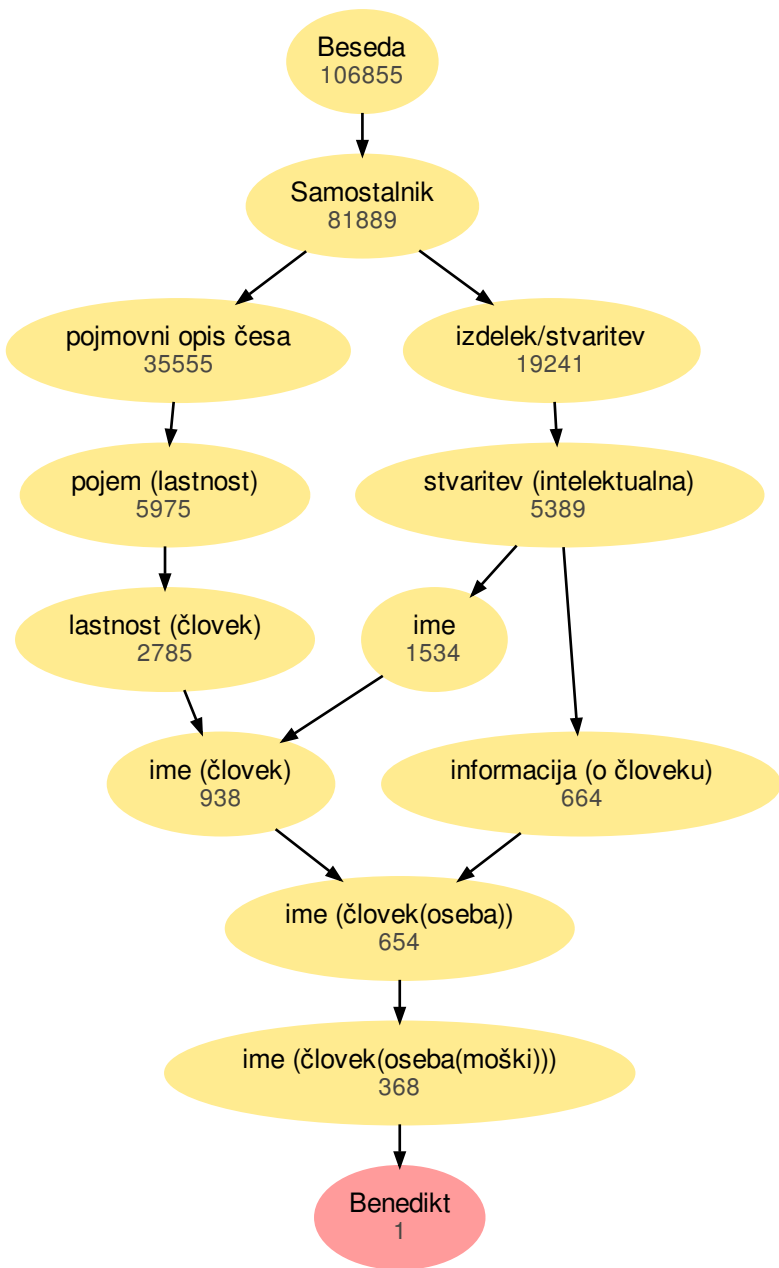 Beseda
106855
Samostalnik
81889
pojmovni opis česa
35555
izdelek/stvaritev
19241
pojem (lastnost)
5975
stvaritev (intelektualna)
5389
lastnost (človek)
2785
ime
1534
ime (človek)
938
informacija (o človeku)
664
ime (človek(oseba))
654
ime (človek(oseba(moški)))
368
Benedikt
1